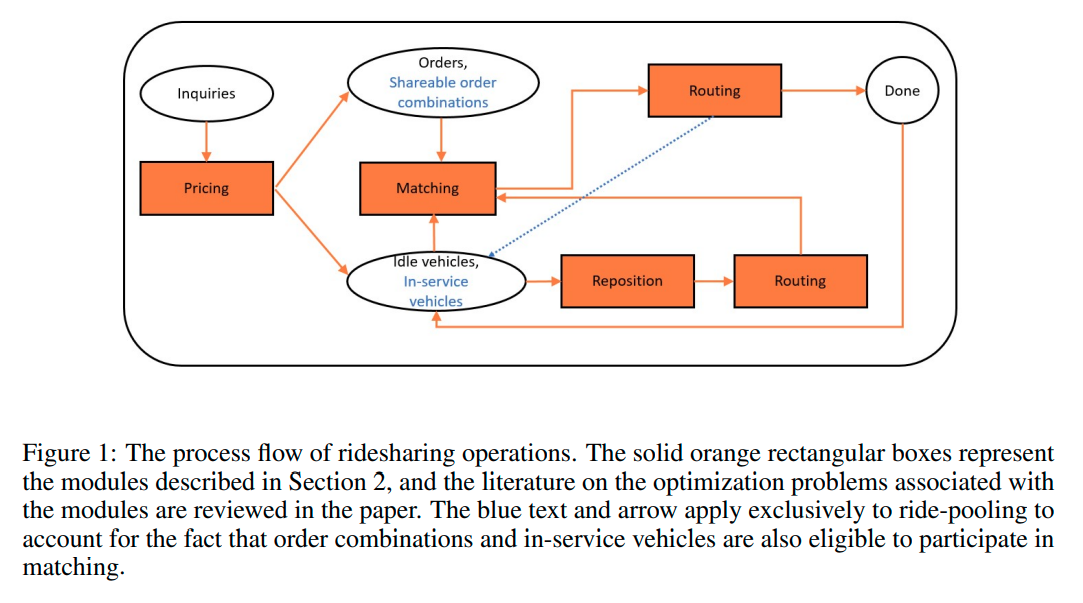 Inquiries
Orders,
Shareable order
combinations
Routing
Done
Pricing
Matching
Idle vehicles,
In-service
vehicles
Reposition
Routing
Figure 1: The process flow of ridesharing operations. The solid orange rectangular boxes represent
the modules described in Section 2, and the literature on the optimization problems associated with
the modules are reviewed in the paper. The blue text and arrow apply exclusively to ride-pooling to
account for the fact that order combinations and in-service vehicles are also eligible to participate in
matching.